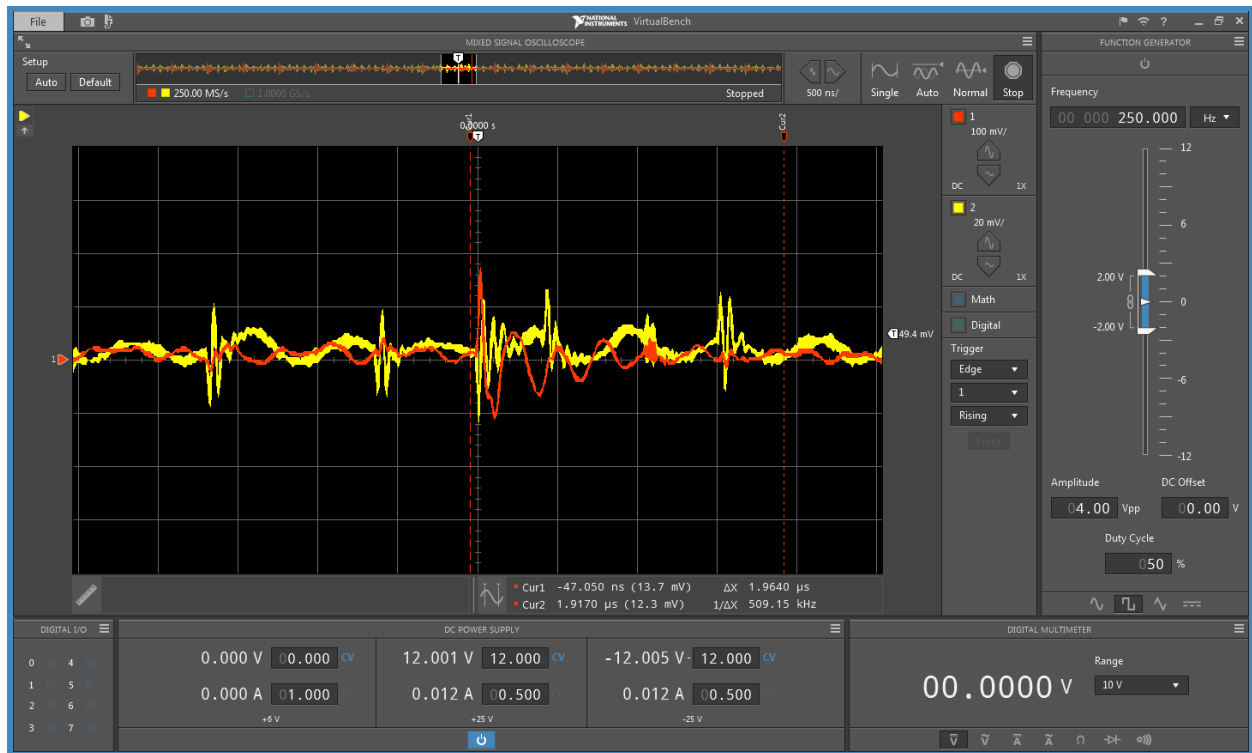 File
NATIONAL INSTRUMENTS VirtualBench
?
MIXED SIGNAL OSCILLOSCOPE
FUNCTION GENERATOR
Setup
Auto Default
T
250.00 MS/s 1.0000 GS/s Stopped
500 ns/
Single Auto Normal Stop
Frequency
00 000 250.000 Hz
0.0000 s
Cur1
T
Cur2
1
100 mV/
DC 1X
2
20 mV/
DC 1X
Math
Digital
1
T 49.4 mV
Trigger
Edge
1
Rising
Force
12
6
2.00 V
0
-2.00 V
-6
-12
Amplitude DC Offset
04.00 Vpp 00.00 V
Duty Cycle
050 %
Cur1 -47.050 ns (13.7 mV) ΔX 1.9640 µs
Cur2 1.9170 µs (12.3 mV) 1/ΔX 509.15 kHz
DIGITAL I/O
0 4
1 5
2 6
3 7
DC POWER SUPPLY
0.000 V 00.000 CV 12.001 V 12.000 CV -12.005 V - 12.000 CV
0.000 A 01.000 CC 0.012 A 00.500 CC 0.012 A 00.500 CC
+6 V +25 V -25 V
DIGITAL MULTIMETER
00.0000 V
Range
10 V
V V A A Ω